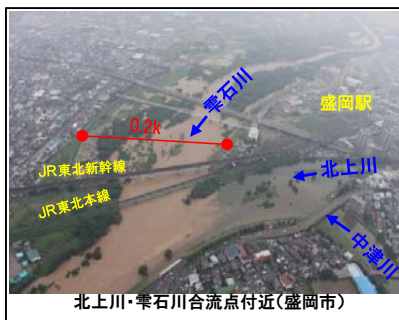 雫石川
盛岡駅
0.2k
JR東北新幹線
北上川
JR東北本線
中津川
北上川・雫石川合流点付近(盛岡市)